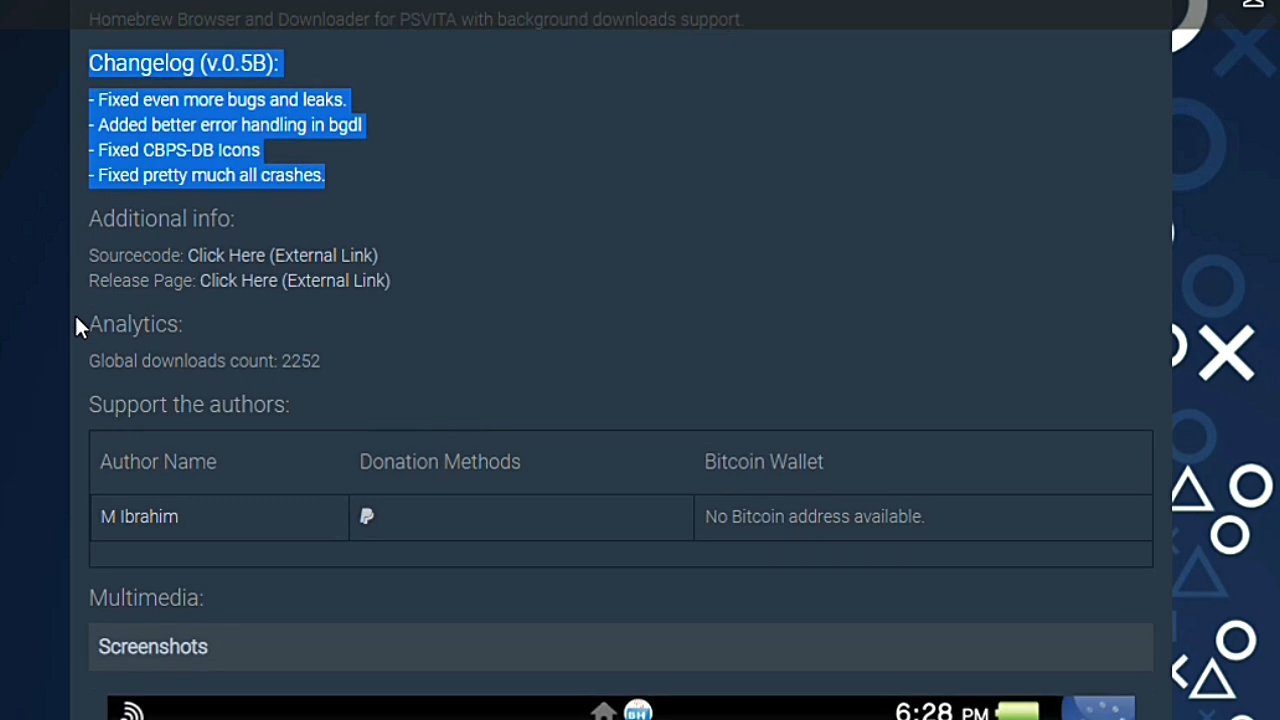 Homebrew Browser and Downloader for PSVITA with background downloads support.
Changelog (v.0.5B):
- Fixed even more bugs and leaks.
- Added better error handling in bgdl
- Fixed CBPS-DB Icons
- Fixed pretty much all crashes.
Additional info:
Sourcecode: Click Here (External Link)
Release Page: Click Here (External Link)
Analytics:
Global downloads count: 2252
Support the authors:
Author Name Donation Methods Bitcoin Wallet
M Ibrahim No Bitcoin address available.
Multimedia:
Screenshots
BH 6:28 PM